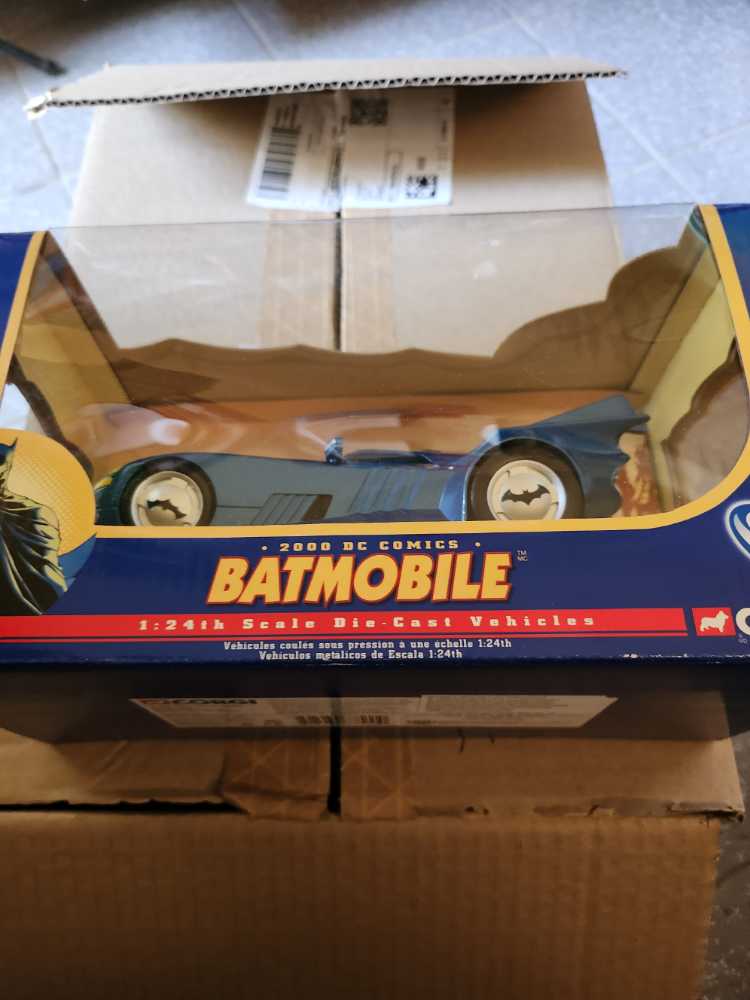 • 2000 DC COMICS •
BATMOBILE TM MC
1:24th Scale Die-Cast Vehicles
Vehicules coulés sous pression à une échelle 1:24th
Vehiculos metalicos de Escala 1:24th
CORGI